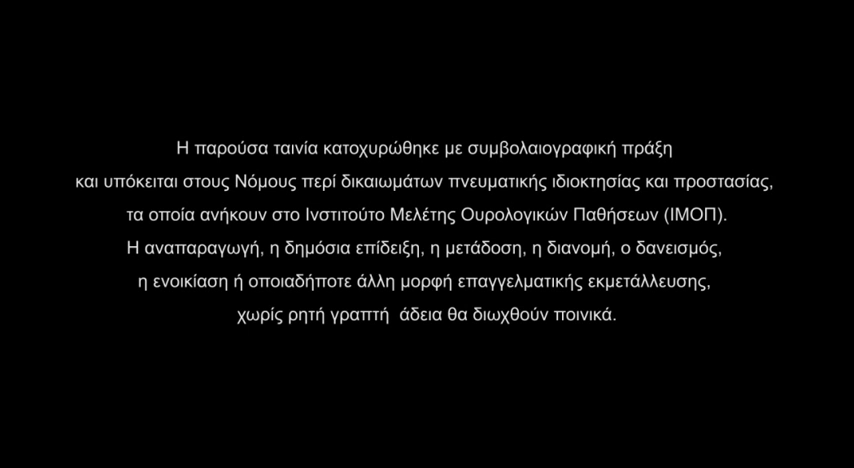 Η παρούσα ταινία κατοχυρώθηκε με συμβολαιογραφική πράξη
και υπόκειται στους Νόμους περί δικαιωμάτων πνευματικής ιδιοκτησίας και προστασίας,
τα οποία ανήκουν στο Ινστιτούτο Μελέτης Ουρολογικών Παθήσεων (ΙΜΟΠ).
Η αναπαραγωγή, η δημόσια επίδειξη, η μετάδοση, η διανομή, ο δανεισμός,
η ενοικίαση ή οποιαδήποτε άλλη μορφή επαγγελματικής εκμετάλλευσης,
χωρίς ρητή γραπτή  άδεια θα διωχθούν ποινικά.